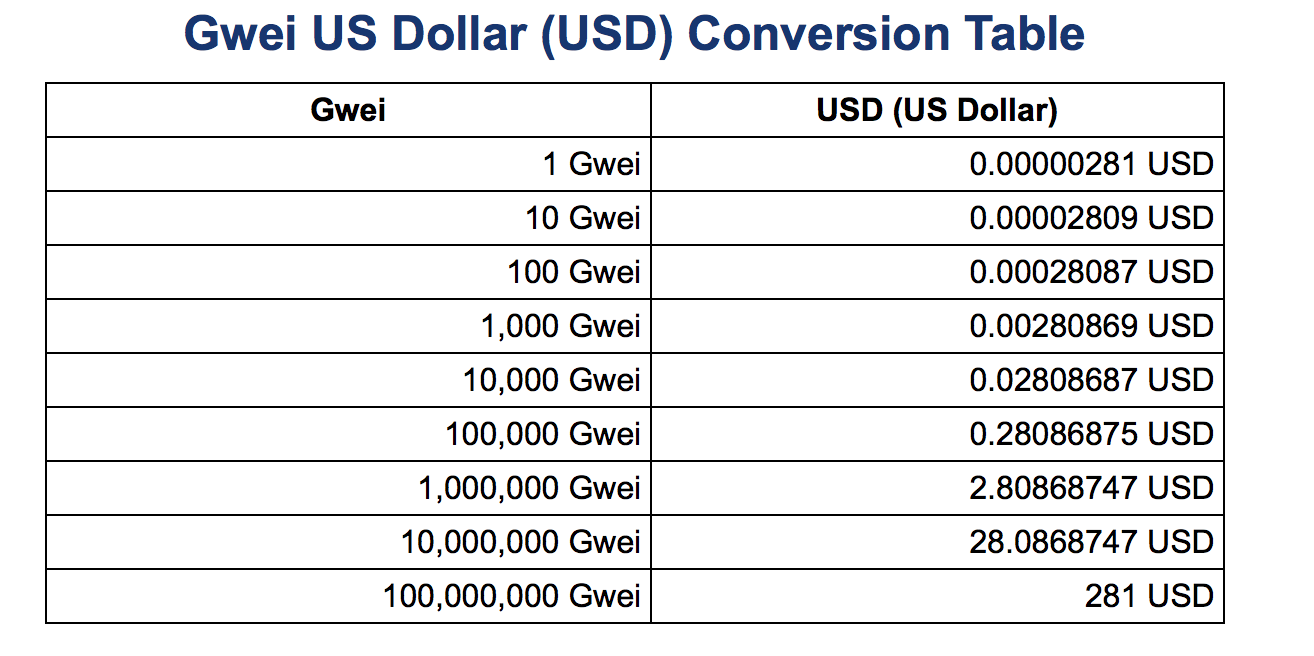 Gwei US Dollar (USD) Conversion Table
Gwei USD (US Dollar)
1 Gwei 0.00000281 USD
10 Gwei 0.00002809 USD
100 Gwei 0.00028087 USD
1,000 Gwei 0.00280869 USD
10,000 Gwei 0.02808687 USD
100,000 Gwei 0.28086875 USD
1,000,000 Gwei 2.80868747 USD
10,000,000 Gwei 28.0868747 USD
100,000,000 Gwei 281 USD